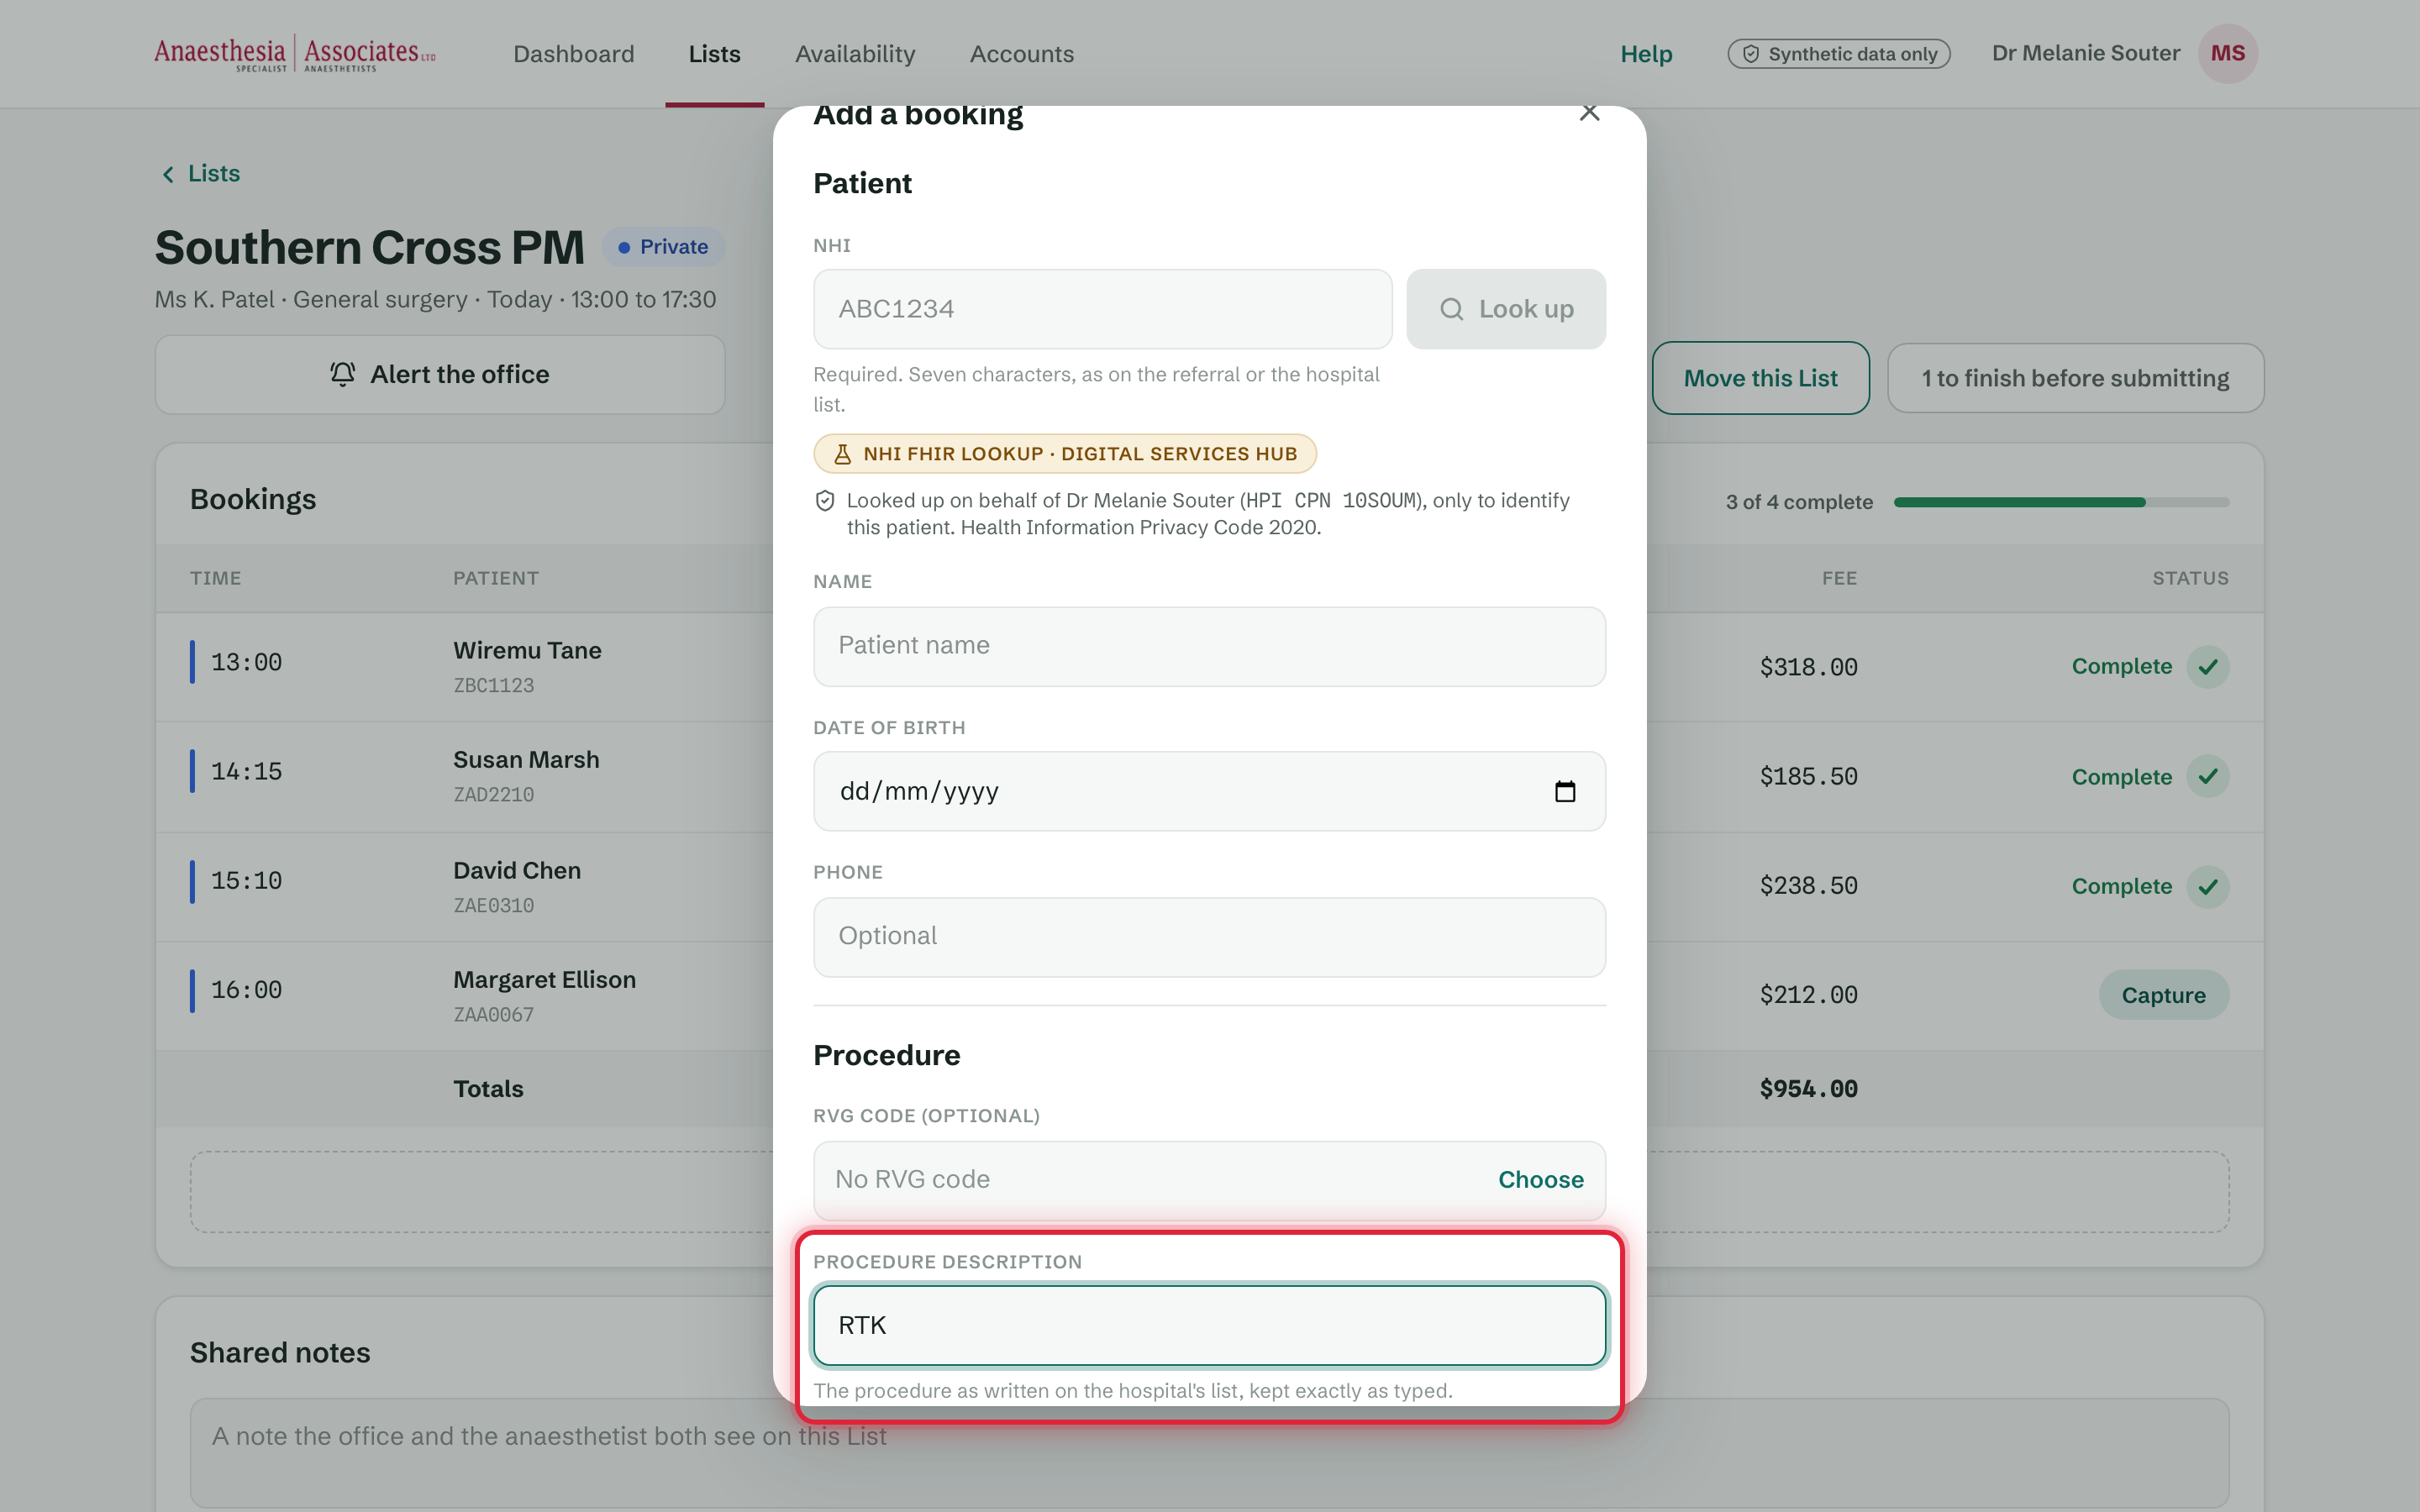 Anaesthesia | Associates LTD
SPECIALIST ANAESTHETISTS
Dashboard
Lists
Availability
Accounts
Help
Synthetic data only
Dr Melanie Souter
MS
Lists
Southern Cross PM
Private
Ms K. Patel · General surgery · Today · 13:00 to 17:30
Alert the office
Move this List
1 to finish before submitting
Bookings
3 of 4 complete
TIME
PATIENT
FEE
STATUS
13:00
Wiremu Tane
ZBC1123
$318.00
Complete
14:15
Susan Marsh
ZAD2210
$185.50
Complete
15:10
David Chen
ZAE0310
$238.50
Complete
16:00
Margaret Ellison
ZAA0067
$212.00
Capture
Totals
$954.00
Shared notes
A note the office and the anaesthetist both see on this List
Add a booking
Patient
NHI
ABC1234
Look up
Required. Seven characters, as on the referral or the hospital
list.
NHI FHIR LOOKUP · DIGITAL SERVICES HUB
Looked up on behalf of Dr Melanie Souter (HPI CPN 10SOUM), only to identify
this patient. Health Information Privacy Code 2020.
NAME
Patient name
DATE OF BIRTH
dd/mm/yyyy
PHONE
Optional
Procedure
RVG CODE (OPTIONAL)
No RVG code
Choose
PROCEDURE DESCRIPTION
RTK
The procedure as written on the hospital's list, kept exactly as typed.